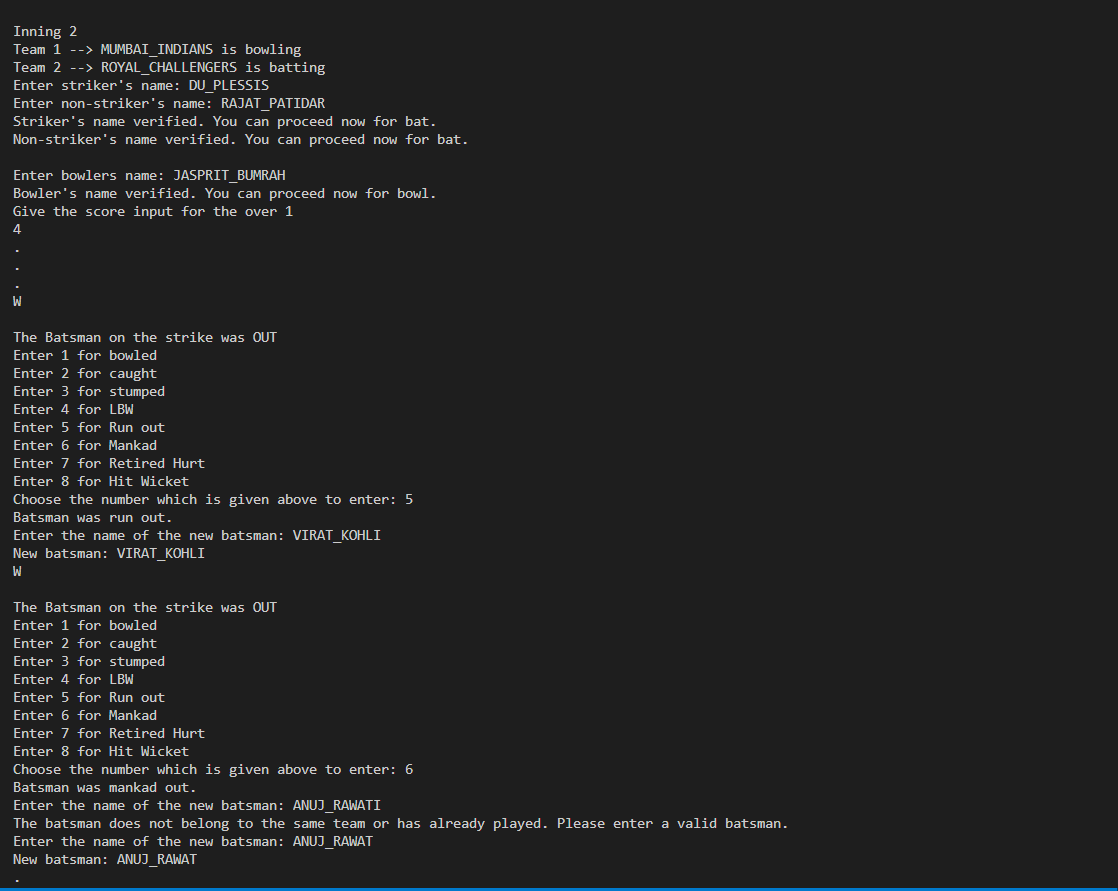 Inning 2
Team 1 --> MUMBAI_INDIANS is bowling
Team 2 --> ROYAL_CHALLENGERS is batting
Enter striker's name: DU_PLESSIS
Enter non-striker's name: RAJAT_PATIDAR
Striker's name verified. You can proceed now for bat.
Non-striker's name verified. You can proceed now for bat.
Enter bowlers name: JASPRIT_BUMRAH
Bowler's name verified. You can proceed now for bowl.
Give the score input for the over 1
4
.
.
.
W
The Batsman on the strike was OUT
Enter 1 for bowled
Enter 2 for caught
Enter 3 for stumped
Enter 4 for LBW
Enter 5 for Run out
Enter 6 for Mankad
Enter 7 for Retired Hurt
Enter 8 for Hit Wicket
Choose the number which is given above to enter: 5
Batsman was run out.
Enter the name of the new batsman: VIRAT_KOHLI
New batsman: VIRAT_KOHLI
W
The Batsman on the strike was OUT
Enter 1 for bowled
Enter 2 for caught
Enter 3 for stumped
Enter 4 for LBW
Enter 5 for Run out
Enter 6 for Mankad
Enter 7 for Retired Hurt
Enter 8 for Hit Wicket
Choose the number which is given above to enter: 6
Batsman was mankad out.
Enter the name of the new batsman: ANUJ_RAWATI
The batsman does not belong to the same team or has already played. Please enter a valid batsman.
Enter the name of the new batsman: ANUJ_RAWAT
New batsman: ANUJ_RAWAT
.